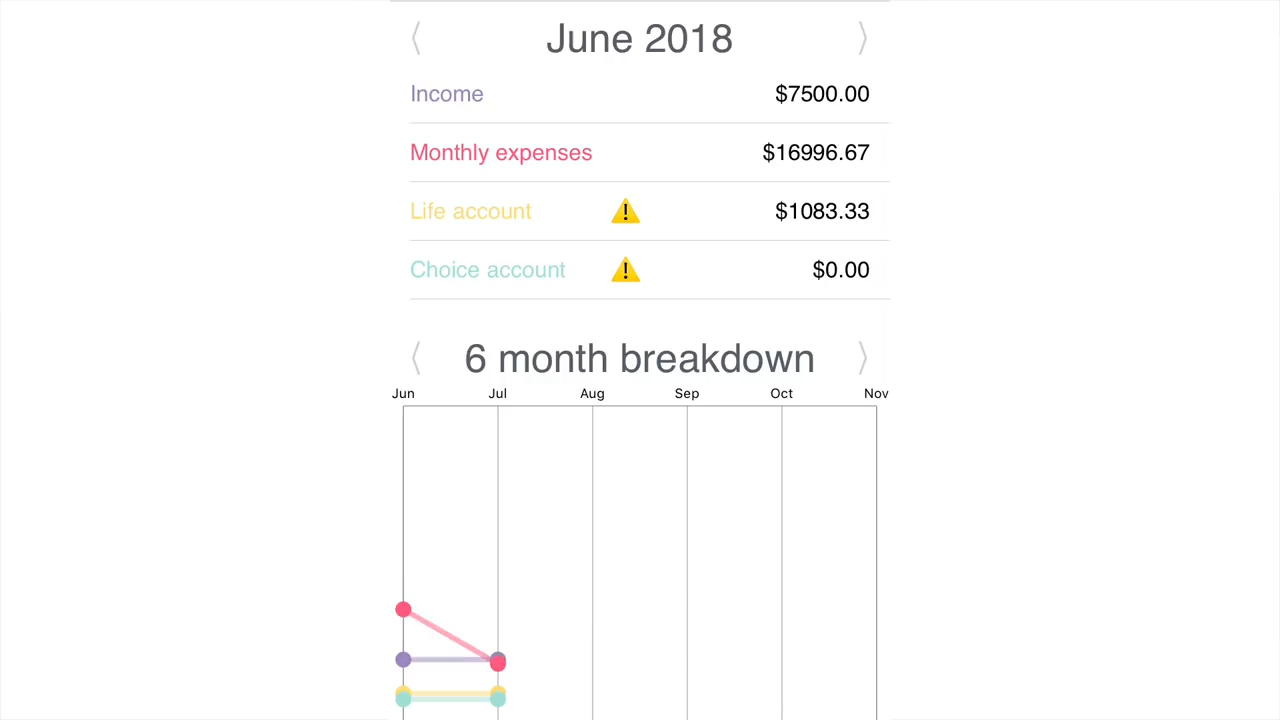 June 2018
Income $7500.00
Monthly expenses $16996.67
Life account $1083.33
Choice account $0.00
6 month breakdown
Jun Jul Aug Sep Oct Nov